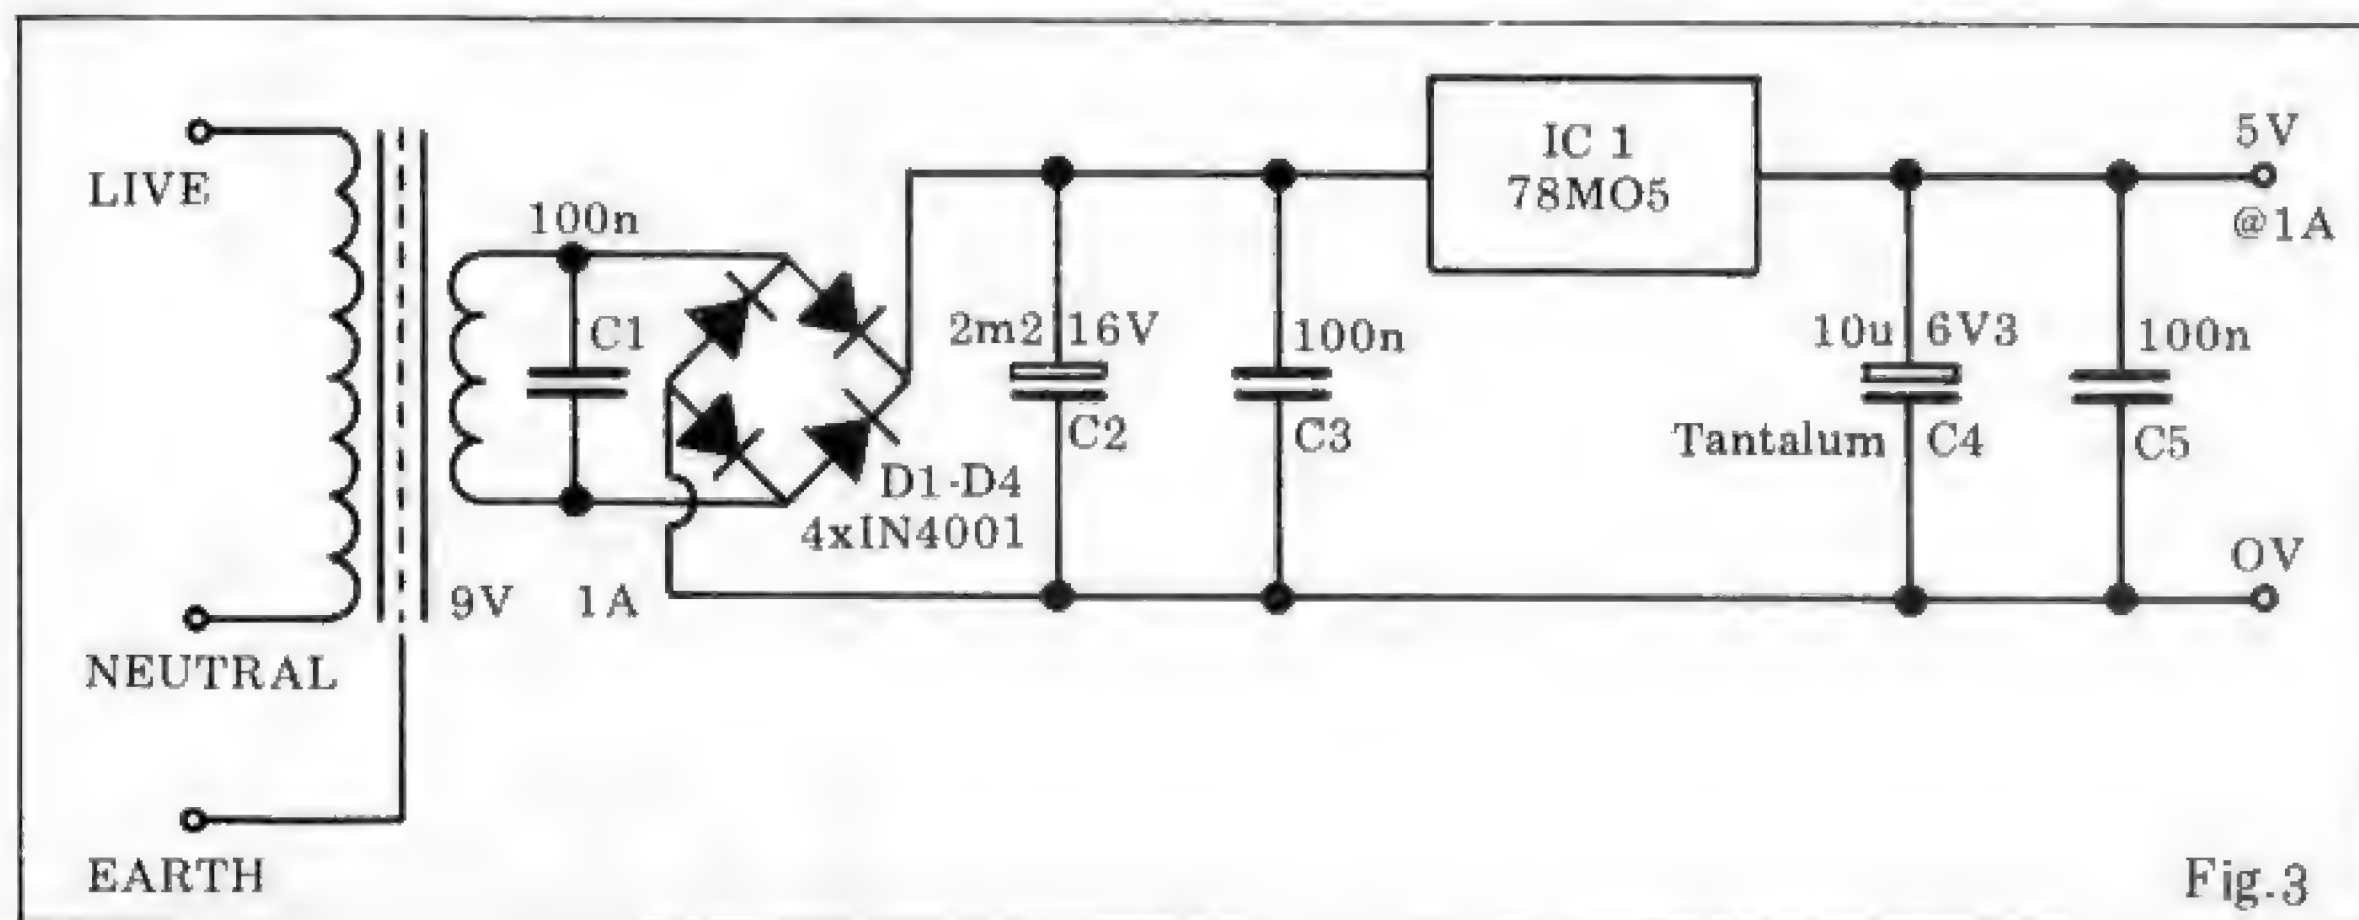 LIVE
NEUTRAL
EARTH
100n
C1
9V 1A
D1-D4
4xIN4001
2m2 16V
C2
100n
C3
IC 1
78MO5
10u 6V3
Tantalum C4
100n
C5
5V
@1A
OV
Fig.3